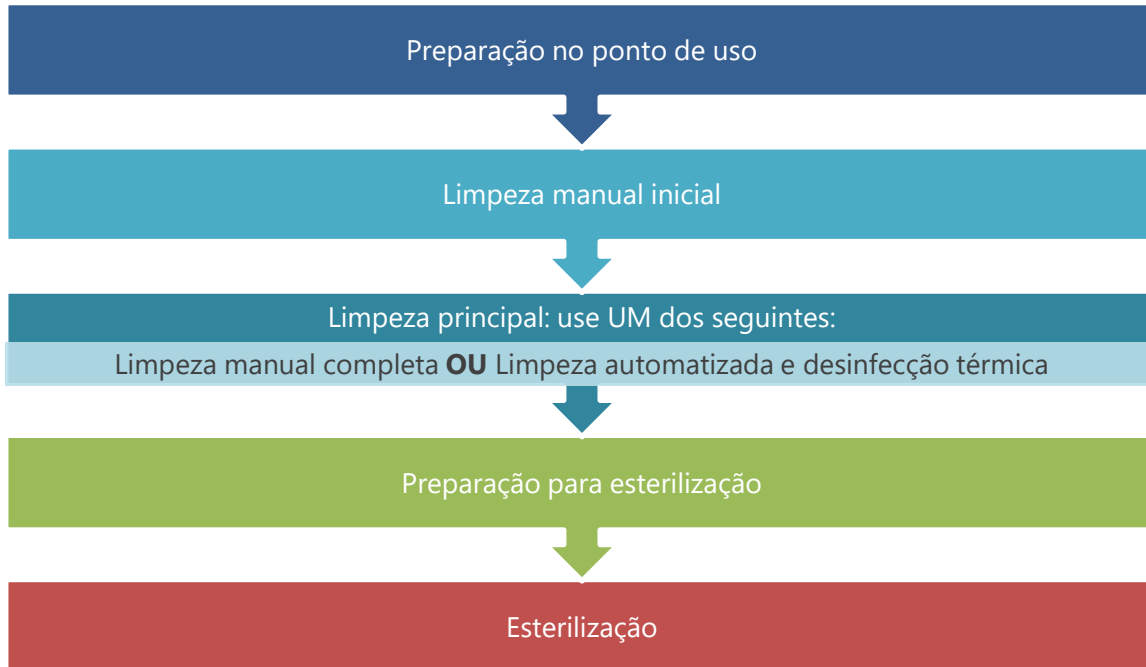 Preparação no ponto de uso
Limpeza manual inicial
Limpeza principal: use UM dos seguintes:
Limpeza manual completa OU Limpeza automatizada e desinfecção térmica
Preparação para esterilização
Esterilização